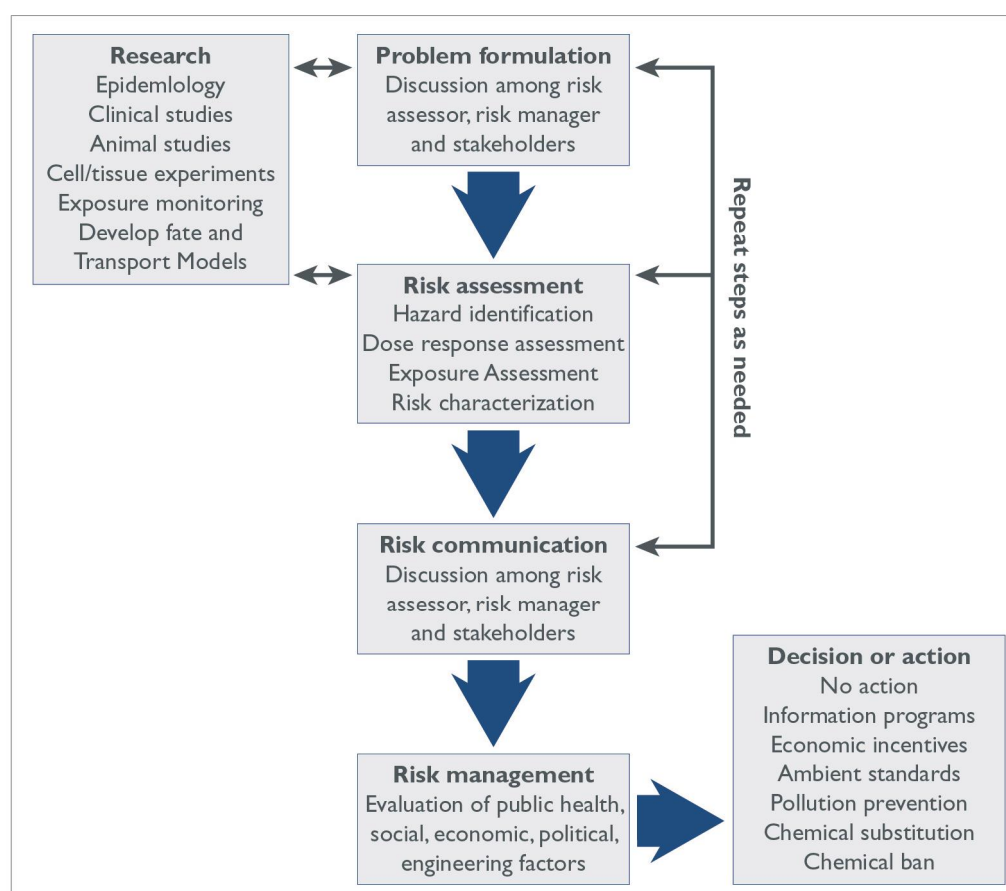 Research
Epidemlology
Clinical studies
Animal studies
Cell/tissue experiments
Exposure monitoring
Develop fate and
Transport Models
Problem formulation
Discussion among risk
assessor, risk manager
and stakeholders
Risk assessment
Hazard identification
Dose response assessment
Exposure Assessment
Risk characterization
Repeat steps as needed
Risk communication
Discussion among risk
assessor, risk manager
and stakeholders
Risk management
Evaluation of public health,
social, economic, political,
engineering factors
Decision or action
No action
Information programs
Economic incentives
Ambient standards
Pollution prevention
Chemical substitution
Chemical ban